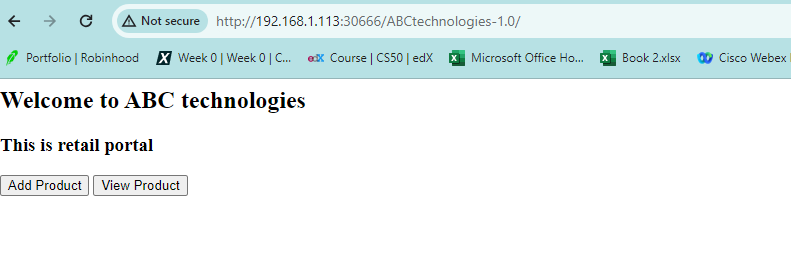 Not secure http://192.168.1.113:30666/ABCtechnologies-1.0/
Portfolio | Robinhood Week 0 | Week 0 | C... edX Course | CS50 | edX Microsoft Office Ho... Book 2.xlsx Cisco Webex
Welcome to ABC technologies
This is retail portal
Add Product View Product